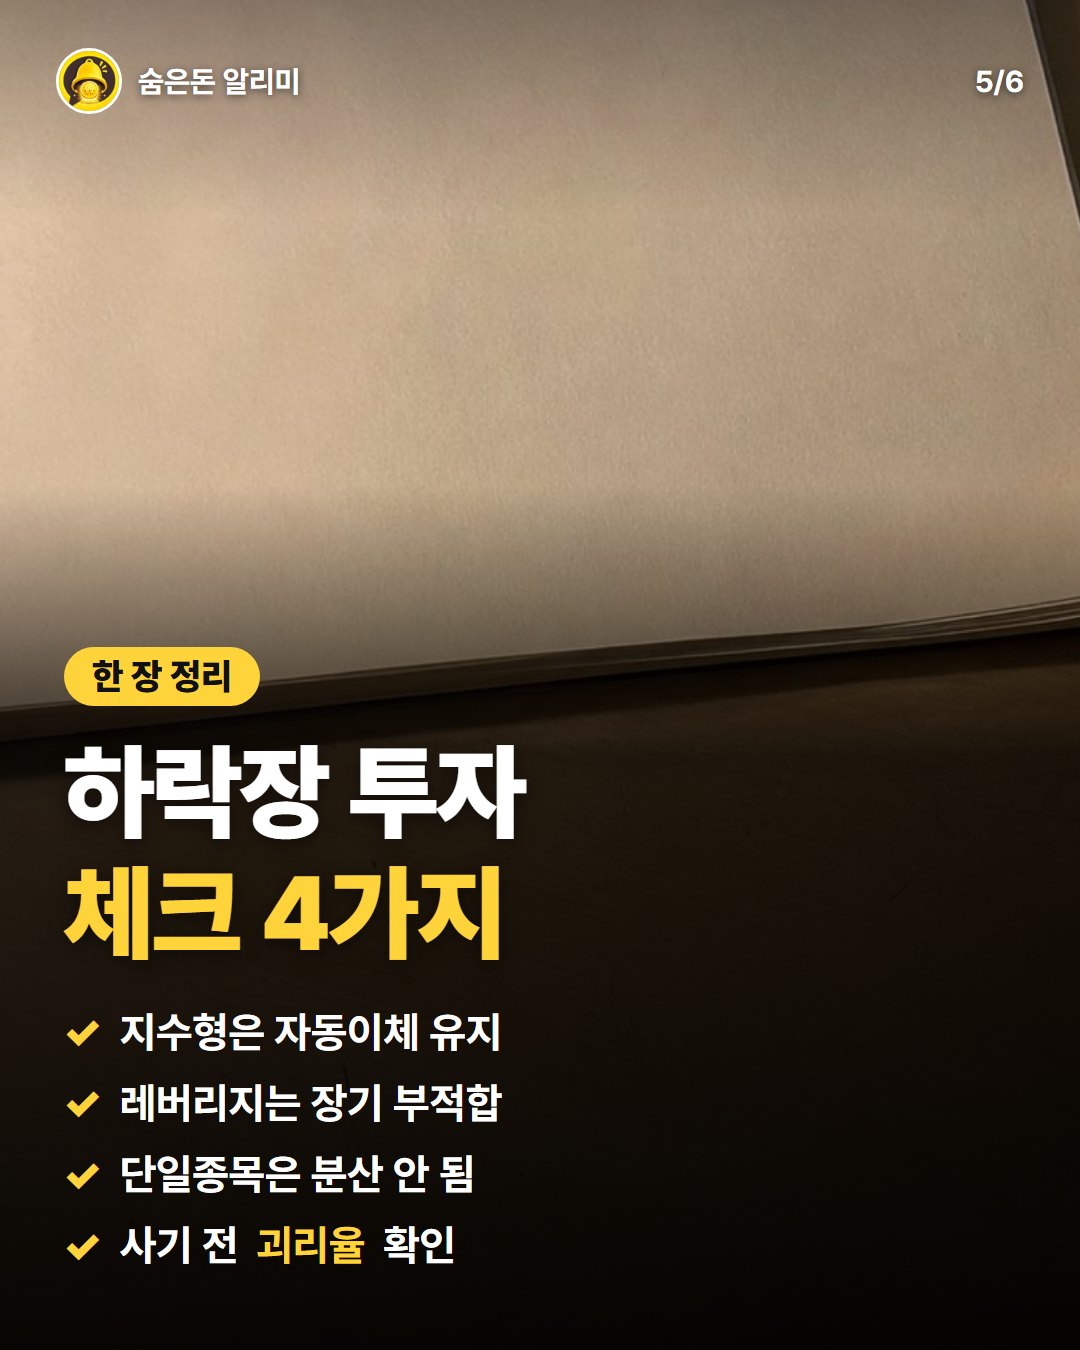 숨은돈 알리미
5/6
한 장 정리
하락장 투자
체크 4가지
지수형은 자동이체 유지
레버리지는 장기 부적합
단일종목은 분산 안 됨
사기 전 괴리율 확인